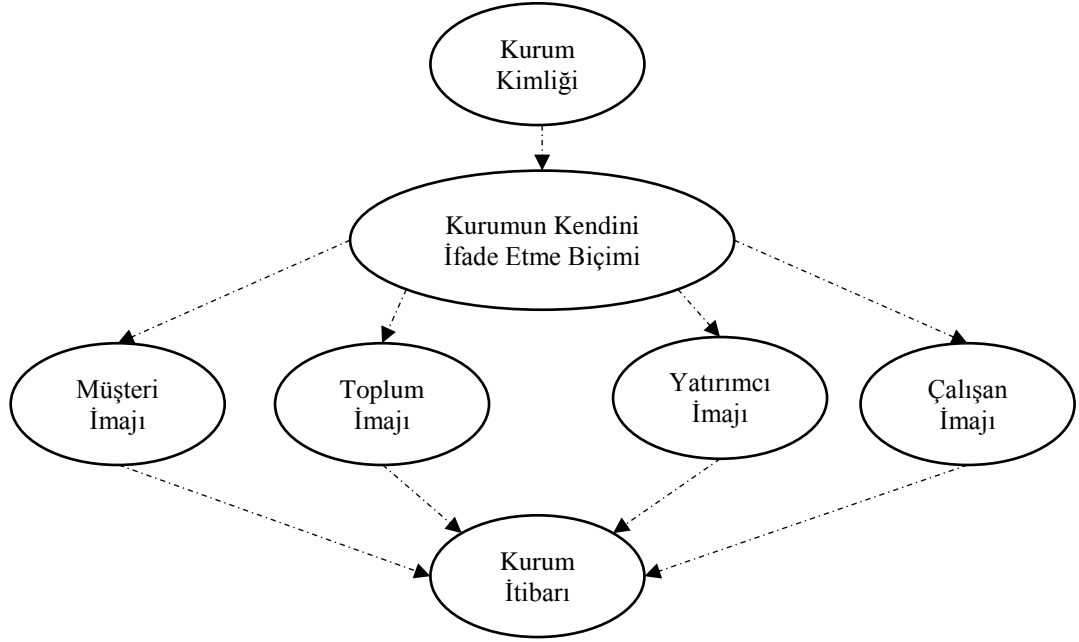 Kurum
Kimliği
Kurumun Kendini
İfade Etme Biçimi
Müşteri
İmajı
Toplum
İmajı
Yatırımcı
İmajı
Çalışan
İmajı
Kurum
İtibarı